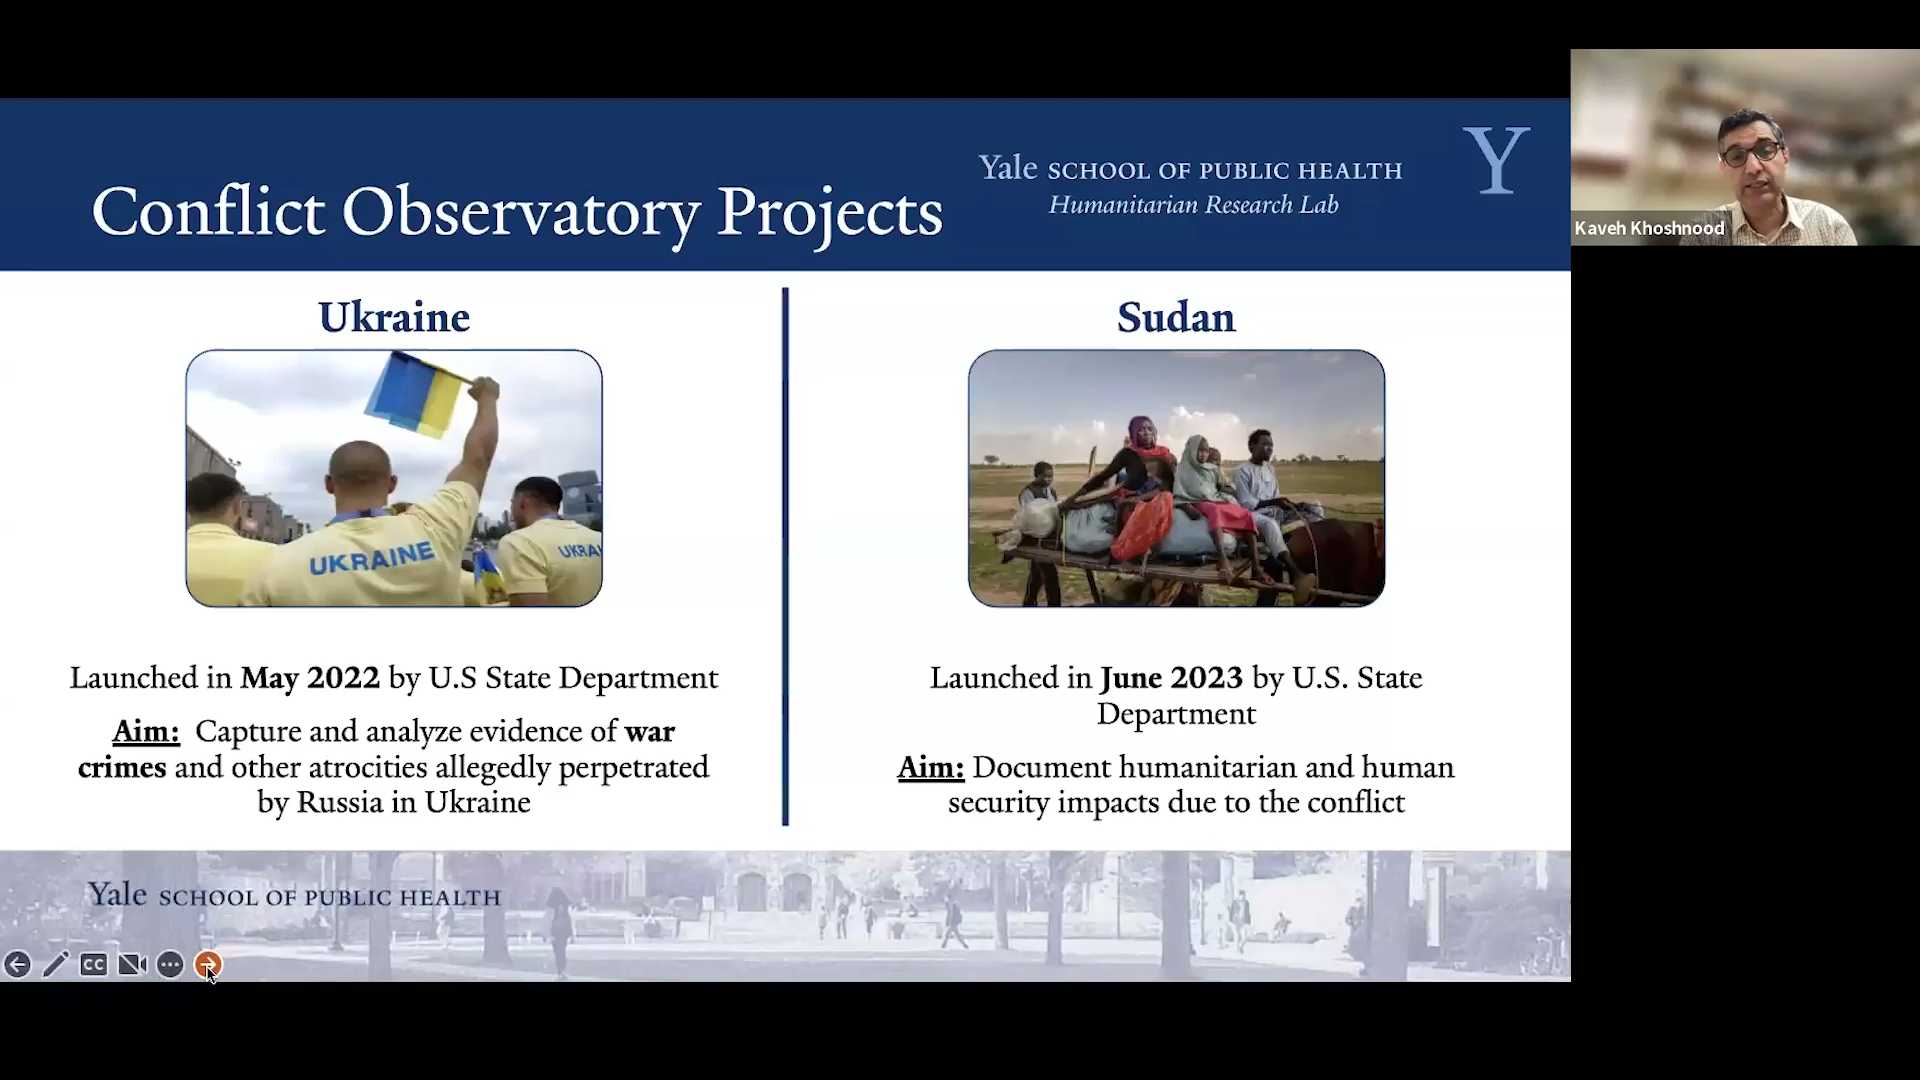 Conflict Observatory Projects
Yale SCHOOL OF PUBLIC HEALTH
Humanitarian Research Lab
Y
Kaveh Khoshnood
Ukraine
UKRAINE
UKRAI
Launched in May 2022 by U.S State Department
Aim: Capture and analyze evidence of war
crimes and other atrocities allegedly perpetrated
by Russia in Ukraine
Sudan
Launched in June 2023 by U.S. State
Department
Aim: Document humanitarian and human
security impacts due to the conflict
Yale SCHOOL OF PUBLIC HEALTH
CC